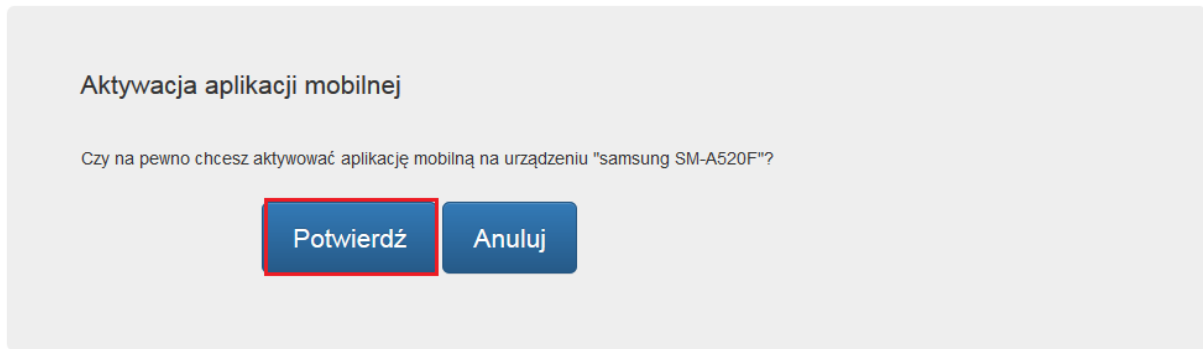 Aktywacja aplikacji mobilnej
Czy na pewno chcesz aktywować aplikację mobilną na urządzeniu "samsung SM-A520F"?
Potwierdź Anuluj